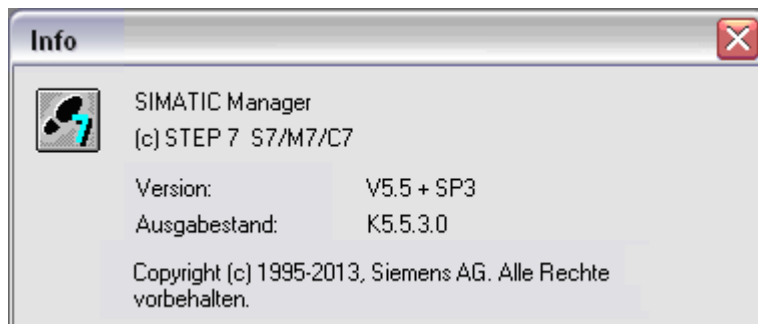 Info
SIMATIC Manager
(c) STEP 7 S7/M7/C7
Version: V5.5 + SP3
Ausgabestand: K5.5.3.0
Copyright (c) 1995-2013, Siemens AG. Alle Rechte
vorbehalten.